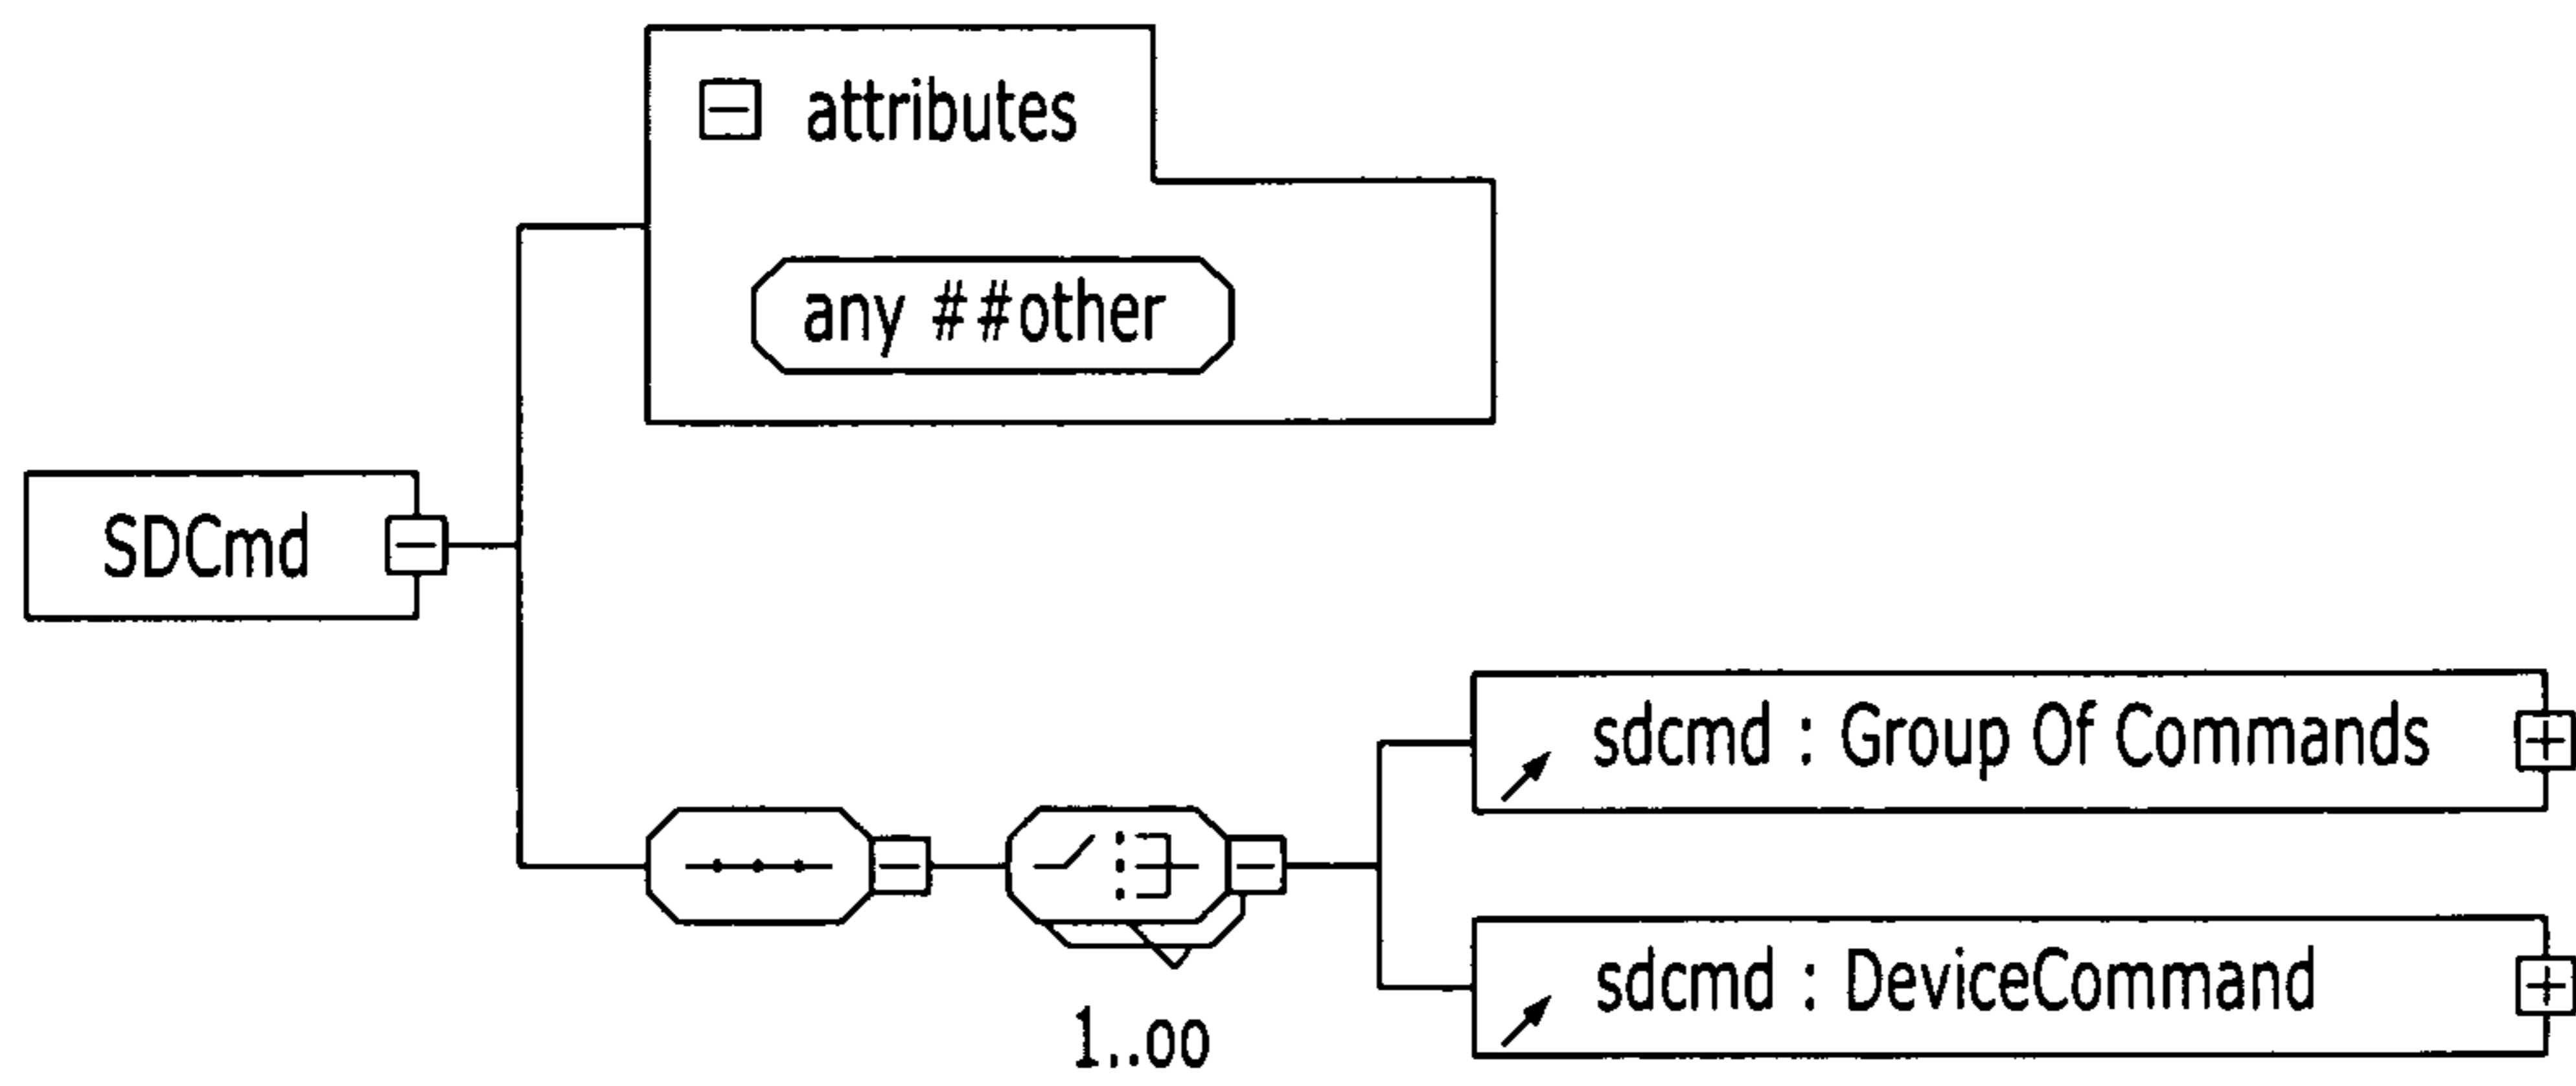 attributes
any ##other
SDCmd
sdcmd : Group Of Commands
sdcmd : DeviceCommand
1..oo